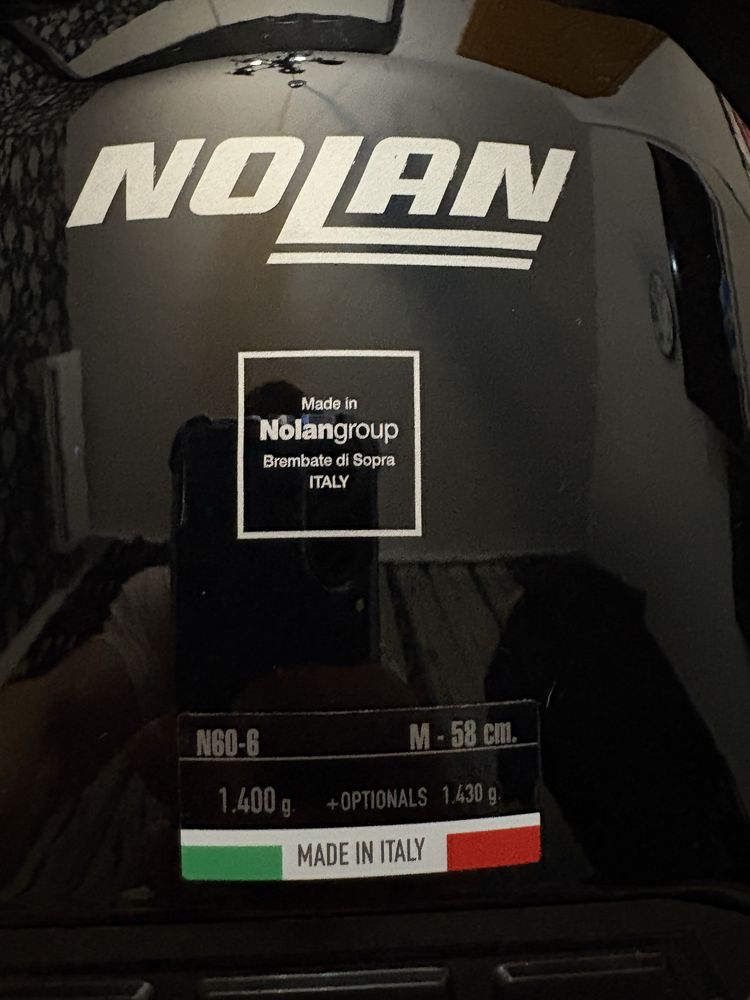 NOLAN
Made in
Nolangroup
Brembate di Sopra
ITALY
N60-6 M - 58 cm.
1.400 g. +OPTIONALS 1.430 g.
MADE IN ITALY